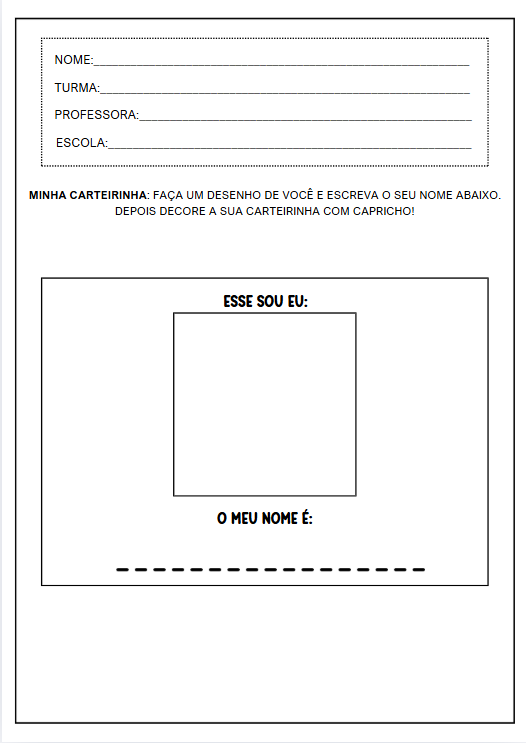 NOME:
TURMA:
PROFESSORA:
ESCOLA:
MINHA CARTEIRINHA: FAÇA UM DESENHO DE VOCÊ E ESCREVA O SEU NOME ABAIXO.
DEPOIS DECORE A SUA CARTEIRINHA COM CAPRICHO!
ESSE SOU EU:
O MEU NOME É: